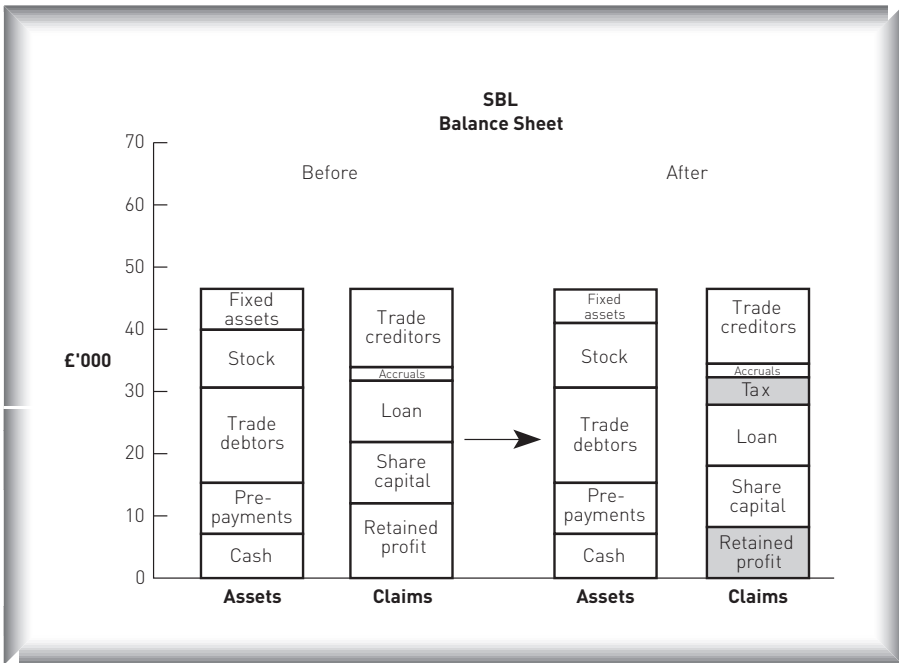 SBL
Balance Sheet
Before
After
£'000
70
60
50
40
30
20
10
0
Fixed
assets
Stock
Trade
debtors
Pre-
payments
Cash
Assets
Trade
creditors
Accruals
Loan
Share
capital
Retained
profit
Claims
Fixed
assets
Stock
Trade
debtors
Pre-
payments
Cash
Assets
Trade
creditors
Accruals
Tax
Loan
Share
capital
Retained
profit
Claims